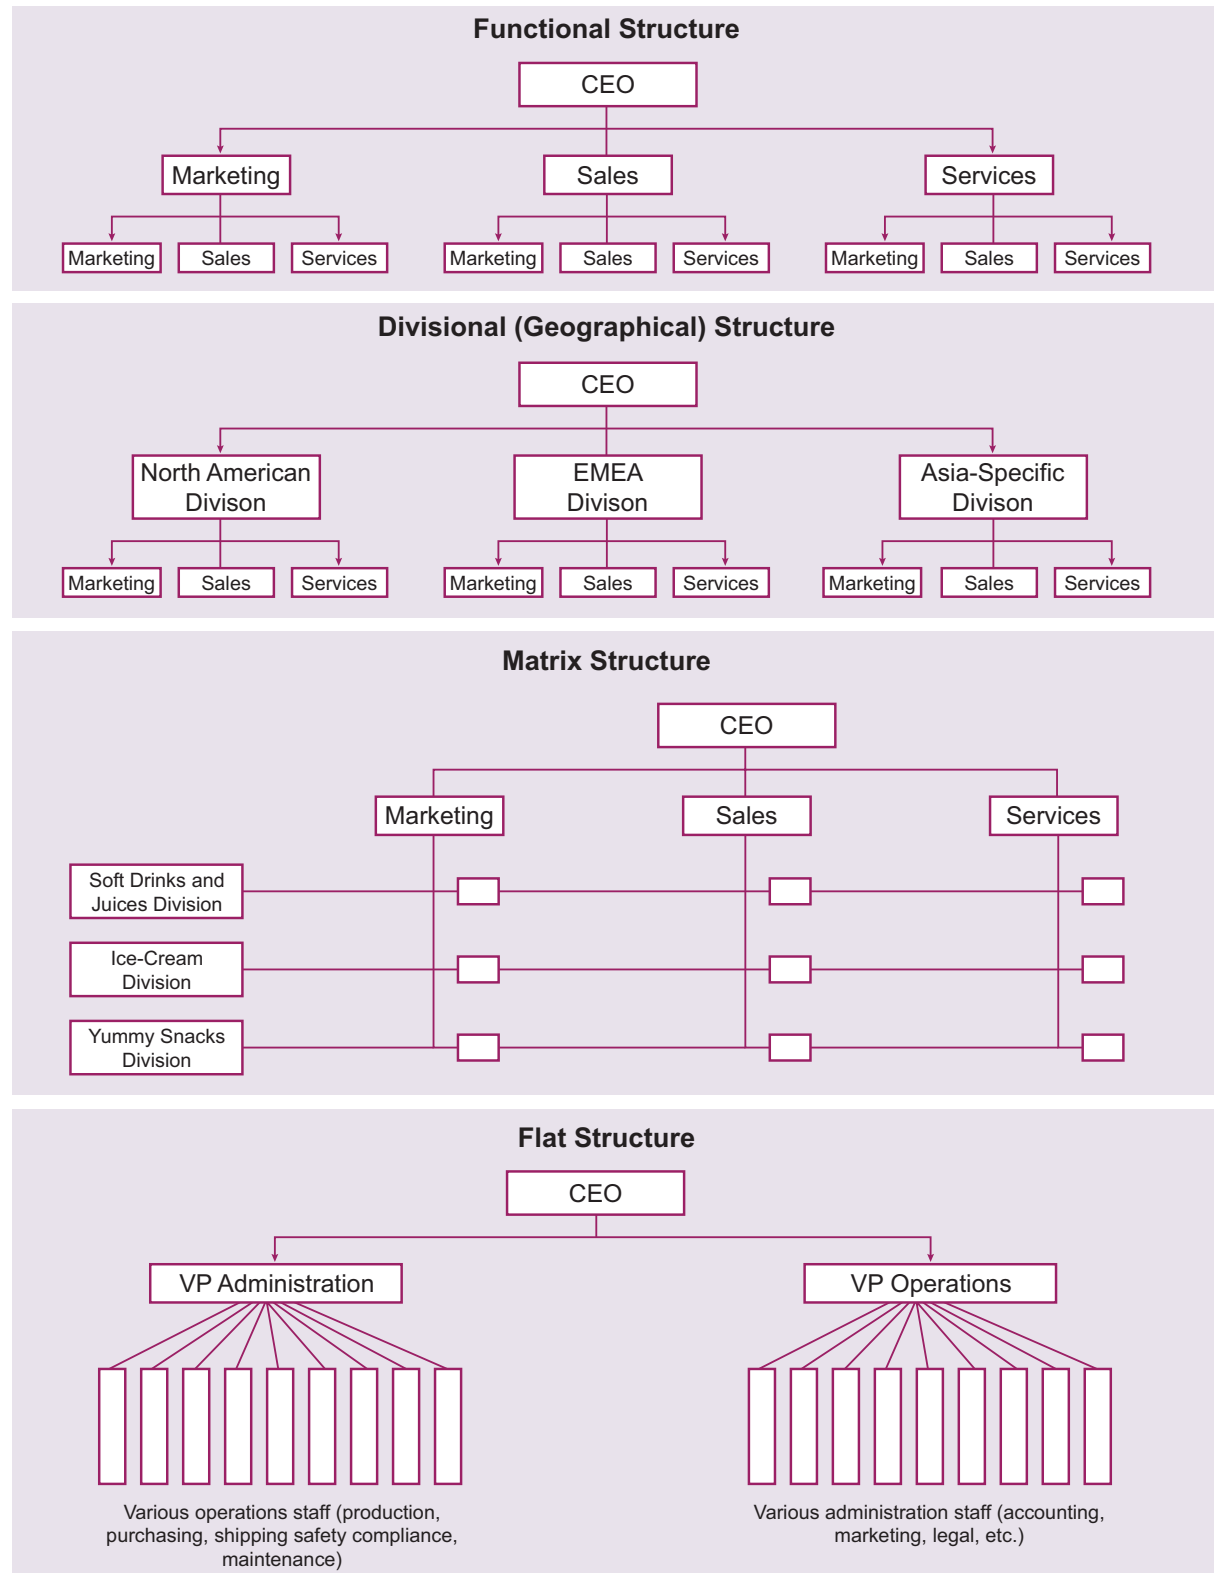 Functional Structure
CEO
Marketing
Sales
Services
Marketing
Sales
Services
Marketing
Sales
Services
Marketing
Sales
Services
Divisional (Geographical) Structure
CEO
North American
Divison
EMEA
Divison
Asia-Specific
Divison
Marketing
Sales
Services
Marketing
Sales
Services
Marketing
Sales
Services
Matrix Structure
CEO
Marketing
Sales
Services
Soft Drinks and
Juices Division
Ice-Cream
Division
Yummy Snacks
Division
Flat Structure
CEO
VP Administration
VP Operations
Various operations staff (production,
purchasing, shipping safety compliance,
maintenance)
Various administration staff (accounting,
marketing, legal, etc.)